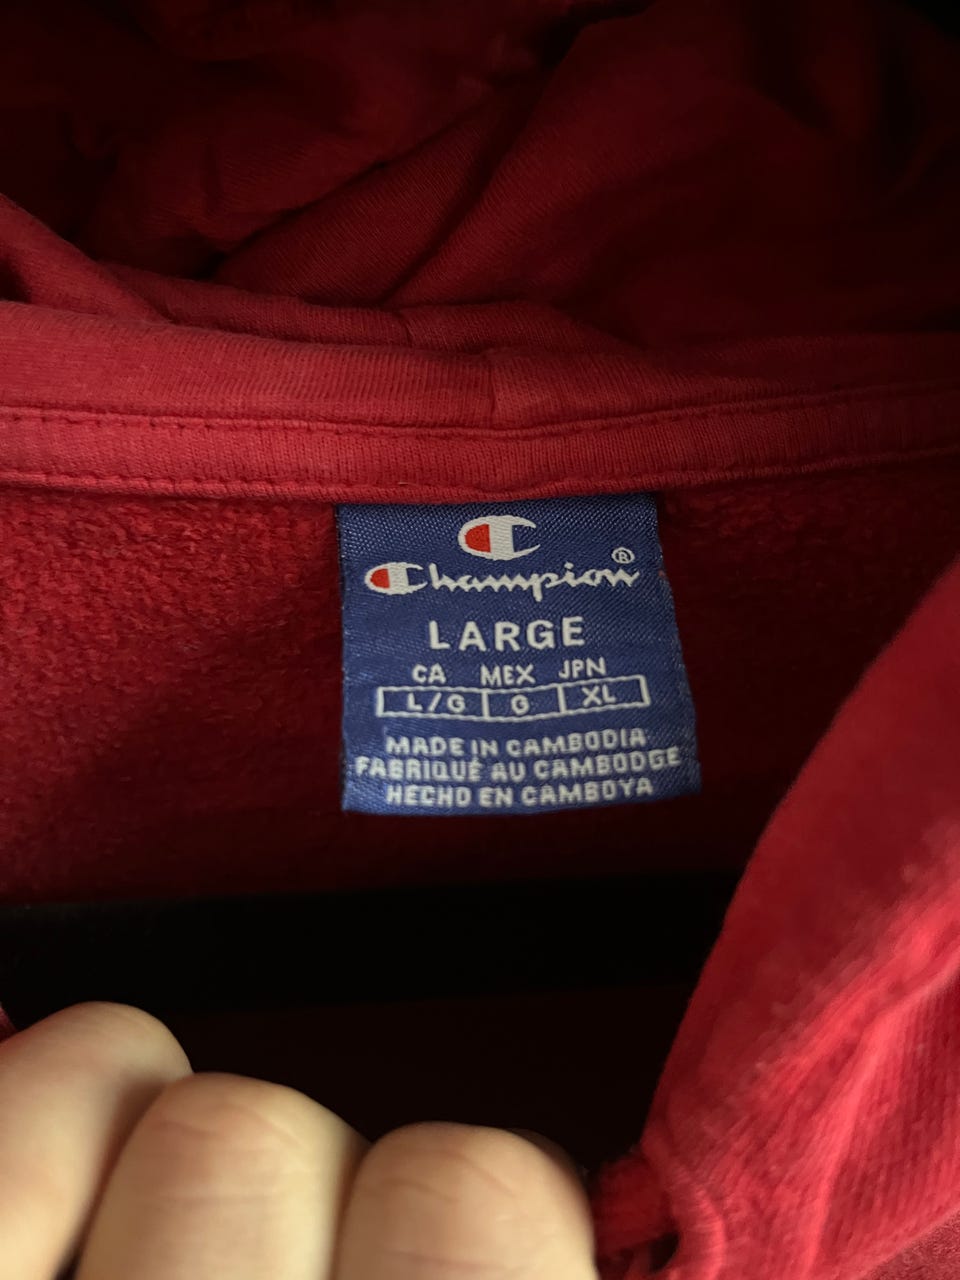 Champion®
LARGE
CA MEX JPN
L/G G XL
MADE IN CAMBODIA
FABRIQUÉ AU CAMBODGE
HECHO EN CAMBOYA